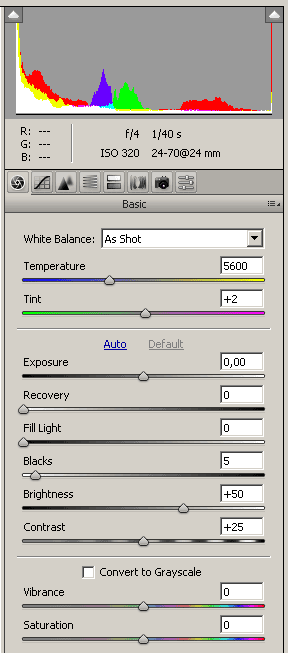 R: ---
G: ---
B: ---
f/4 1/40 s
ISO 320 24-70@24 mm
Basic
White Balance: As Shot
Temperature 5600
Tint +2
Auto Default
Exposure 0,00
Recovery 0
Fill Light 0
Blacks 5
Brightness +50
Contrast +25
Convert to Grayscale
Vibrance 0
Saturation 0